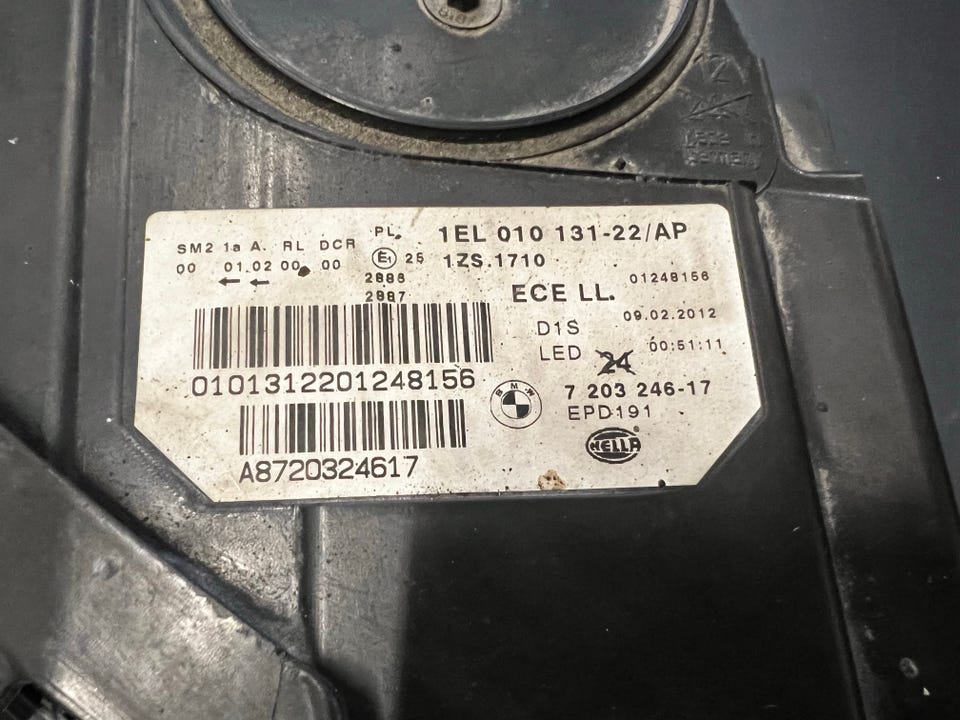 SM2 1a A. RL DCR PL
00 01.02 00 00 E1 25
2886
2887
1EL 010 131-22/AP
1ZS.1710
ECE LL.
01248156
09.02.2012
D1S
LED 24 00:51:11
0101312201248156
BMW
7 203 246-17
EPD191
HELLA
A8720324617